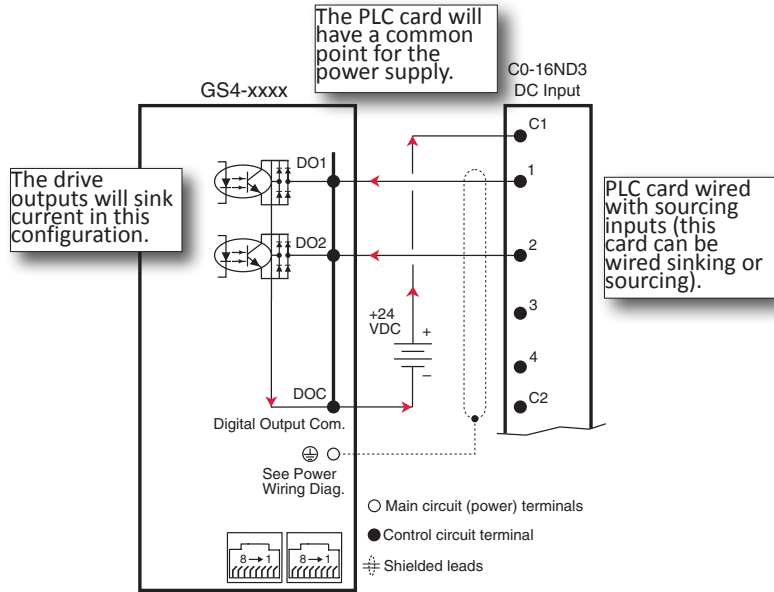 The PLC card will
have a common
point for the
power supply.
C0-16ND3
DC Input
GS4-xxxx
C1
DO1
1
The drive
outputs will sink
current in this
configuration.
PLC card wired
with sourcing
inputs (this
card can be
wired sinking or
sourcing).
DO2
2
3
+24
VDC
+
4
–
DOC
C2
Digital Output Com.
See Power
Wiring Diag.
Main circuit (power) terminals
Control circuit terminal
Shielded leads
8→1
8→1